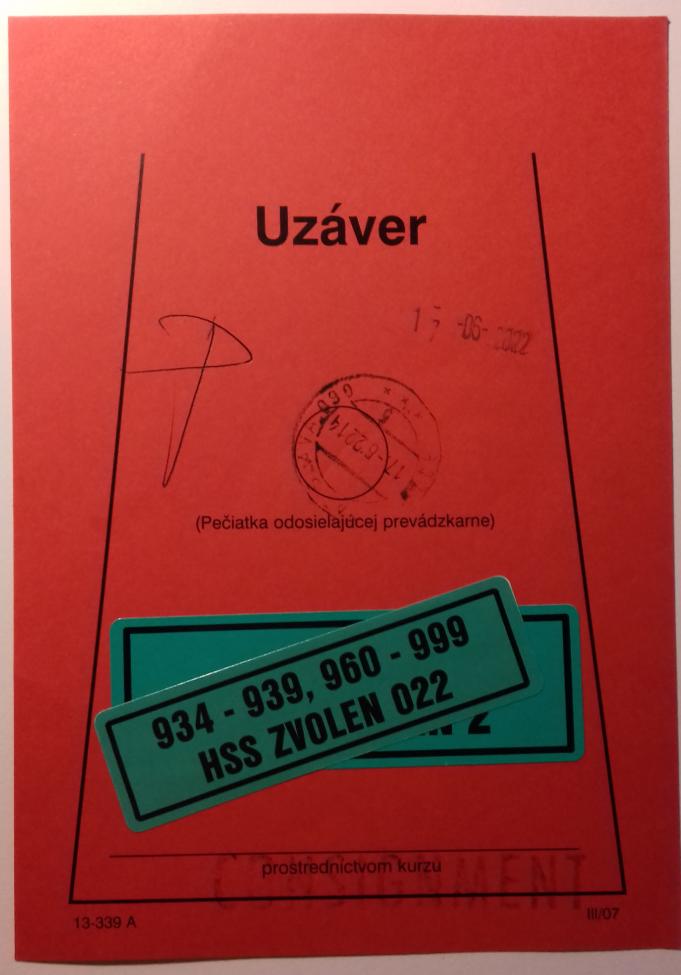 Uzáver
17 -06- 2022
(Pečiatka odosielajúcej prevádzkarne)
934 - 939, 960 - 999
HSS ZVOLEN 022
2
prostredníctvom kurzu
CONSIGNMENT
13-339 A
III/07